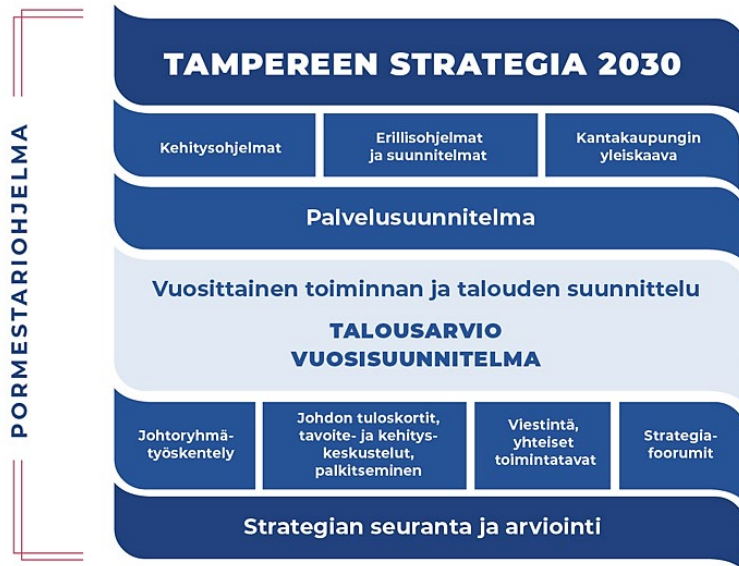 PORMESTARIOHJELMA
TAMPEREEN STRATEGIA 2030
Kehitysohjelmat
Erillisohjelmat
ja suunnitelmat
Kantakaupungin
yleiskaava
Palvelusuunnitelma
Vuosittainen toiminnan ja talouden suunnittelu
TALOUSARVIO
VUOSISUUNNITELMA
Johtoryhmä-
työskentely
Johdon tuloskortit,
tavoite- ja kehitys-
keskustelut,
palkitseminen
Viestintä,
yhteiset
toimintatavat
Strategia-
foorumit
Strategian seuranta ja arviointi